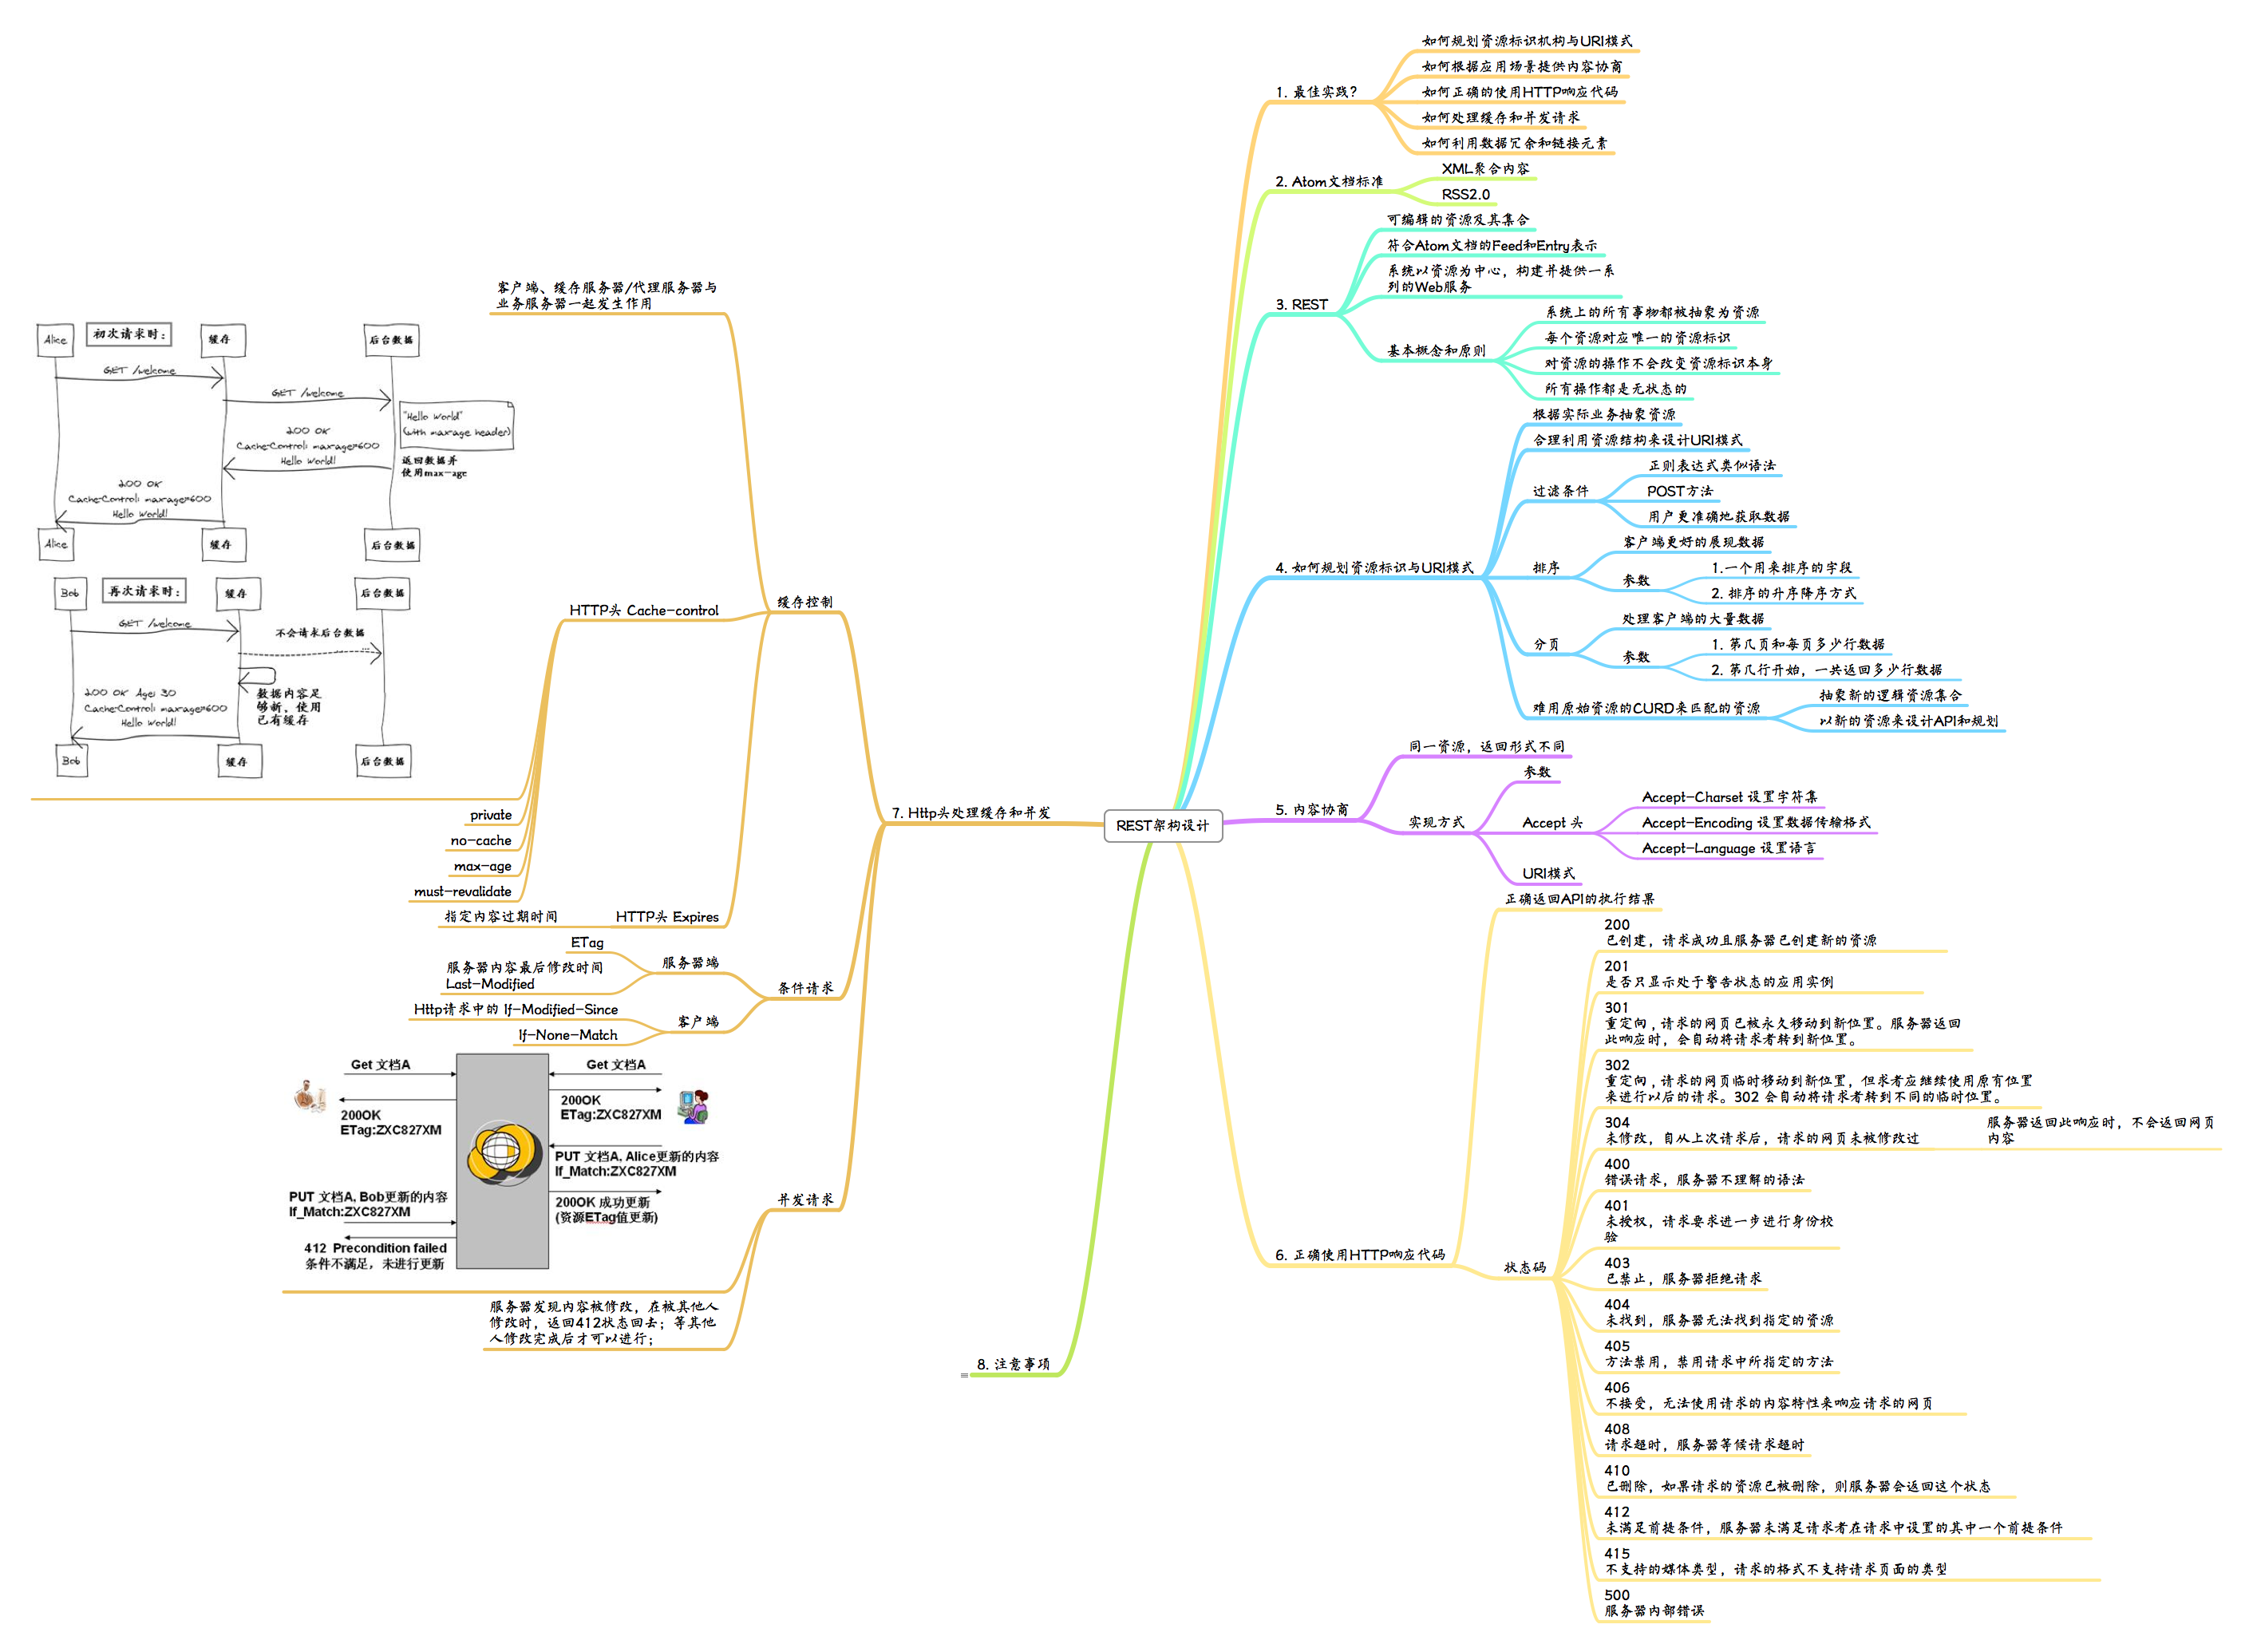 REST架构设计
1. 最佳实践?
如何规划资源标识机构与URI模式
如何根据应用场景提供内容协商
如何正确的使用HTTP响应代码
如何处理缓存和并发请求
如何利用数据冗余和链接元素
2. Atom文档标准
XML聚合内容
RSS2.0
3. REST
可编辑的资源及其集合
符合Atom文档的Feed和Entry表示
系统以资源为中心，构建并提供一系
列的Web服务
基本概念和原则
系统上的所有事物都被抽象为资源
每个资源对应唯一的资源标识
对资源的操作不会改变资源标识本身
所有操作都是无状态的
4. 如何规划资源标识与URI模式
根据实际业务抽象资源
合理利用资源结构来设计URI模式
过滤条件
正则表达式类似语法
POST方法
用户更准确地获取数据
排序
客户端更好的展现数据
参数
1.一个用来排序的字段
2. 排序的升序降序方式
分页
处理客户端的大量数据
参数
1. 第几页和每页多少行数据
2. 第几行开始，一共返回多少行数据
难用原始资源的CURD来匹配的资源
抽象新的逻辑资源集合
以新的资源来设计API和规划
5. 内容协商
同一资源，返回形式不同
实现方式
参数
Accept 头
Accept-Charset 设置字符集
Accept-Encoding 设置数据传输格式
Accept-Language 设置语言
URI模式
6. 正确使用HTTP响应代码
正确返回API的执行结果
状态码
200
已创建，请求成功且服务器已创建新的资源
201
是否只显示处于警告状态的应用实例
301
重定向，请求的网页已被永久移动到新位置。服务器返回
此响应时，会自动将请求者转到新位置。
302
重定向，请求的网页临时移动到新位置，但求者应继续使用原有位置
来进行以后的请求。302 会自动将请求者转到不同的临时位置。
304
未修改，自从上次请求后，请求的网页未被修改过
服务器返回此响应时，不会返回网页
内容
400
错误请求，服务器不理解的语法
401
未授权，请求要求进一步进行身份校
验
403
已禁止，服务器拒绝请求
404
未找到，服务器无法找到指定的资源
405
方法禁用，禁用请求中所指定的方法
406
不接受，无法使用请求的内容特性来响应请求的网页
408
请求超时，服务器等候请求超时
410
已删除，如果请求的资源已被删除，则服务器会返回这个状态
412
未满足前提条件，服务器未满足请求者在请求中设置的其中一个前提条件
415
不支持的媒体类型，请求的格式不支持请求页面的类型
500
服务器内部错误
7. Http头处理缓存和并发
缓存控制
客户端、缓存服务器/代理服务器与
业务服务器一起发生作用
HTTP头 Cache-control
Alice
初次请求时：
缓存
后台数据
GET /welcome
GET /welcome
"Hello World"
(with max-age header)
200 OK
Cache-Control: max-age=600
Hello World!
返回数据并
使用max-age
200 OK
Cache-Control: max-age=600
Hello World!
Alice
缓存
后台数据
Bob
再次请求时：
缓存
后台数据
GET /welcome
不会请求后台数据
200 OK Age: 30
Cache-Control: max-age=600
Hello World!
数据内容足
够新，使用
已有缓存
Bob
缓存
后台数据
private
no-cache
max-age
must-revalidate
HTTP头 Expires
指定内容过期时间
条件请求
服务器端
ETag
服务器内容最后修改时间
Last-Modified
客户端
Http请求中的 If-Modified-Since
If-None-Match
并发请求
Get 文档A
Get 文档A
200OK
ETag:ZXC827XM
200OK
ETag:ZXC827XM
PUT 文档A, Alice更新的内容
If_Match:ZXC827XM
PUT 文档A, Bob更新的内容
If_Match:ZXC827XM
200OK 成功更新
(资源ETag值更新)
412 Precondition failed
条件不满足，未进行更新
服务器发现内容被修改，在被其他人
修改时，返回412状态回去；等其他
人修改完成后才可以进行；
8. 注意事项